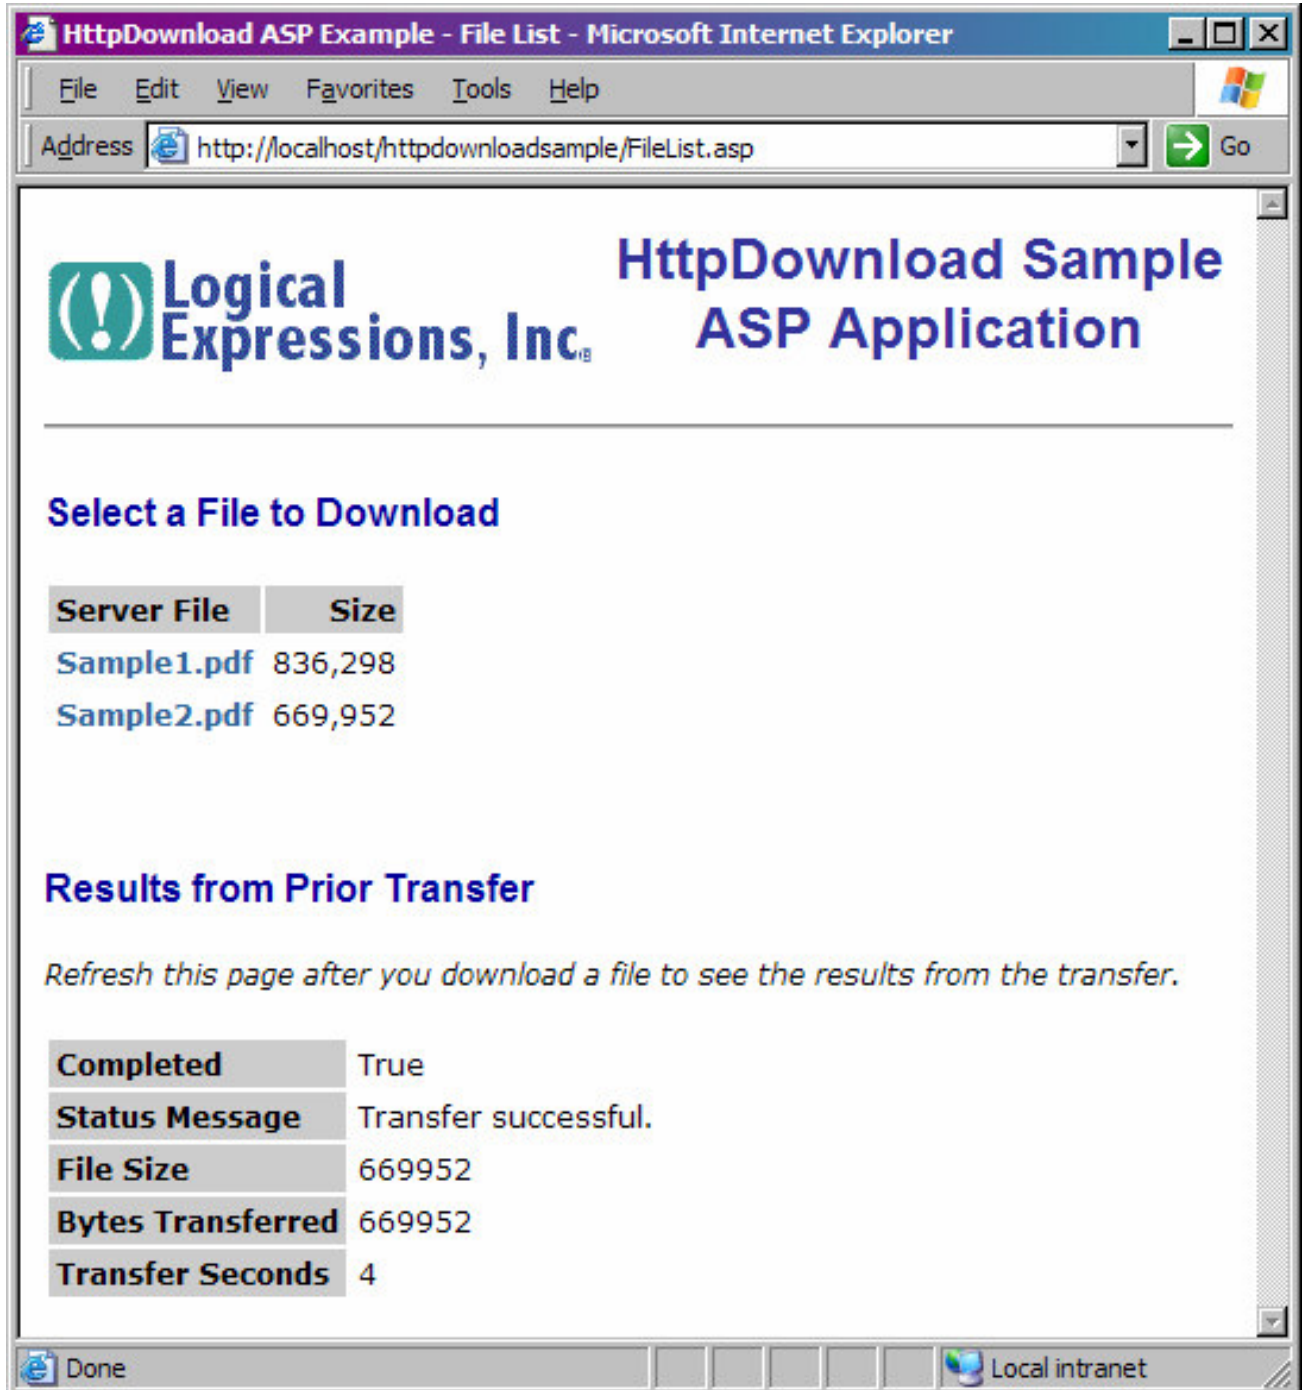 HttpDownload ASP Example - File List - Microsoft Internet Explorer
File Edit View Favorites Tools Help
Address http://localhost/httpdownloadsample/FileList.asp Go
(!) Logical
Expressions, Inc.®
HttpDownload Sample
ASP Application
Select a File to Download
Server File Size
Sample1.pdf 836,298
Sample2.pdf 669,952
Results from Prior Transfer
Refresh this page after you download a file to see the results from the transfer.
Completed True
Status Message Transfer successful.
File Size 669952
Bytes Transferred 669952
Transfer Seconds 4
Done Local intranet